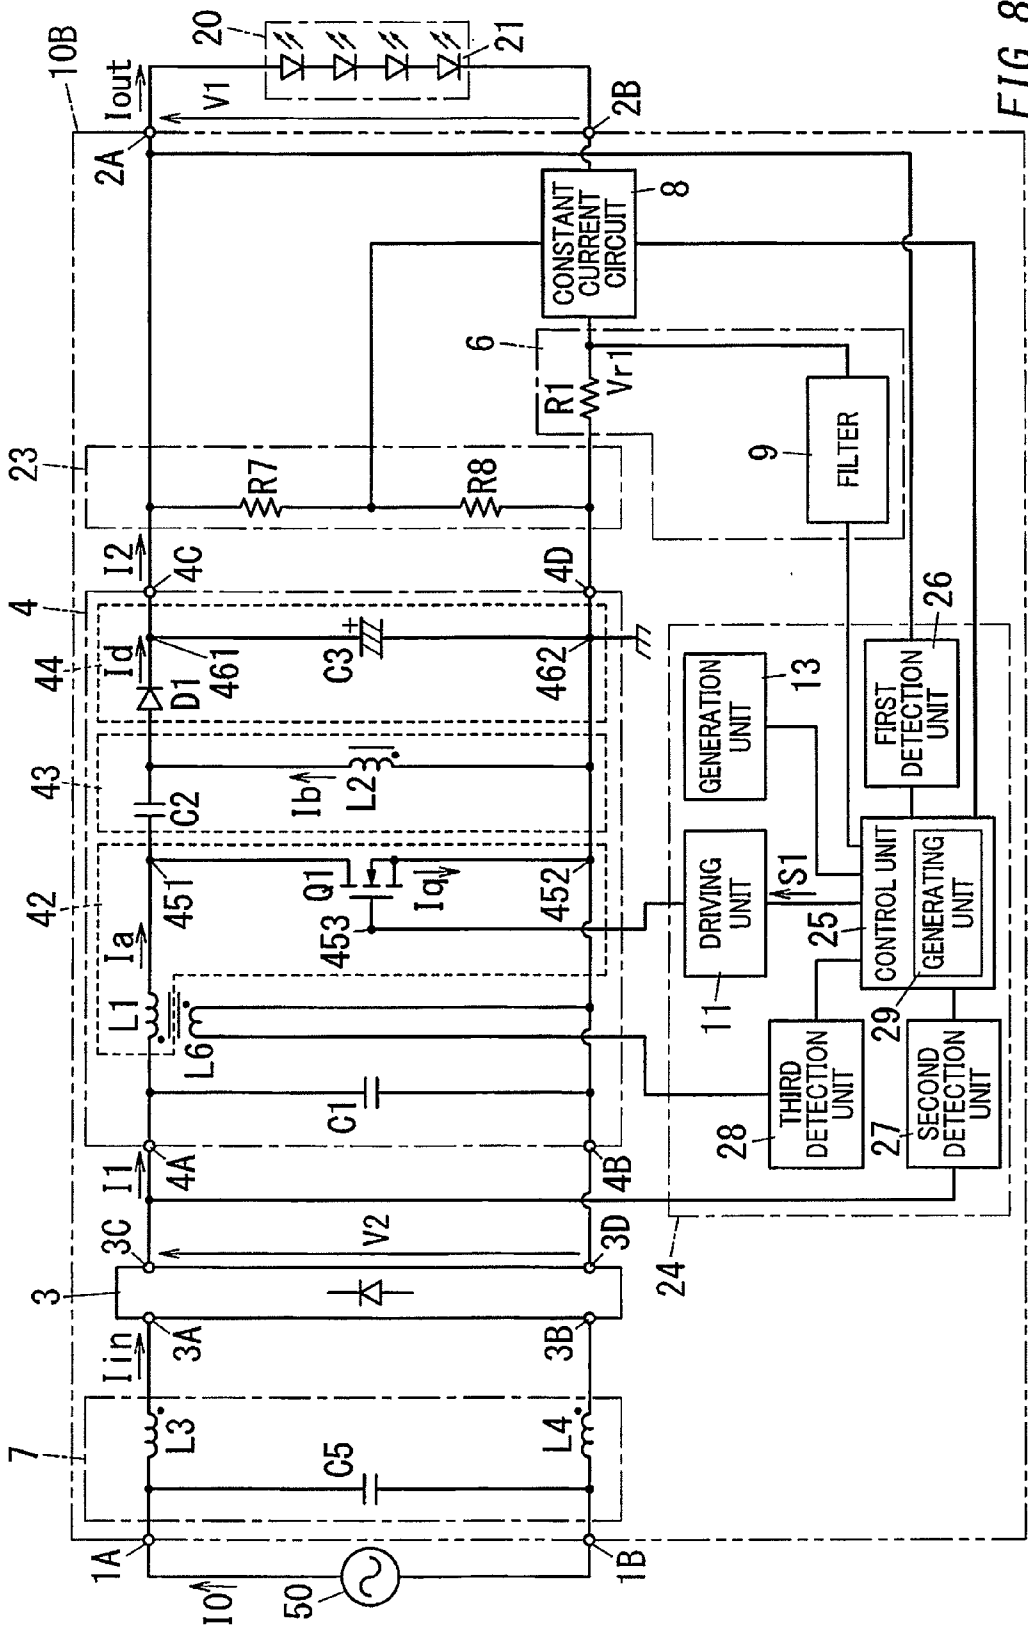 FIG. 8
10B
20
21
Iout
V1
2A
2B
8
CONSTANT
CURRENT
CIRCUIT
6
R1
Vr1
9
FILTER
23
R7
R8
I2
4C
4D
4
44
Id
461
D1
C3
+
462
43
C2
Ib
L2
42
Ia
451
Q1
453
Iq
452
L1
L6
C1
I1
4A
4B
3
3C
3D
V2
3A
3B
Iin
7
L3
L4
C5
1A
1B
I0
50
24
13
GENERATION
UNIT
26
FIRST
DETECTION
UNIT
11
DRIVING
UNIT
S1
25
CONTROL UNIT
29
GENERATING
UNIT
28
THIRD
DETECTION
UNIT
27
SECOND
DETECTION
UNIT